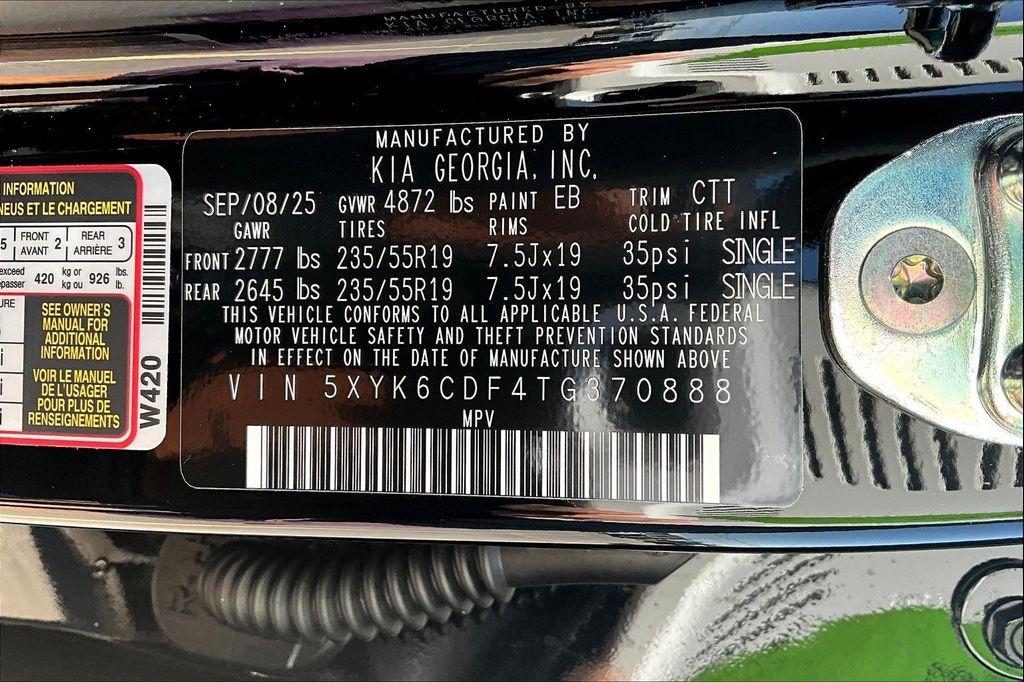 MANUFACTURED BY
KIA GEORGIA, INC.
SEP/08/25 GVWR 4872 lbs PAINT EB TRIM CTT
GAWR TIRES RIMS COLD TIRE INFL
FRONT 2777 lbs 235/55R19 7.5Jx19 35psi SINGLE
REAR 2645 lbs 235/55R19 7.5Jx19 35psi SINGLE
THIS VEHICLE CONFORMS TO ALL APPLICABLE U.S.A. FEDERAL
MOTOR VEHICLE SAFETY AND THEFT PREVENTION STANDARDS
IN EFFECT ON THE DATE OF MANUFACTURE SHOWN ABOVE
VIN 5XYK6CDF4TG370888
MPV
INFORMATION
NEUS ET LE CHARGEMENT
5 FRONT AVANT 2 REAR ARRIÈRE 3
420 kg or kg ou 926 lbs. lb.
SEE OWNER'S
MANUAL FOR
ADDITIONAL
INFORMATION
VOIR LE MANUEL
DE L'USAGER
POUR PLUS DE
RENSEIGNEMENTS
W420